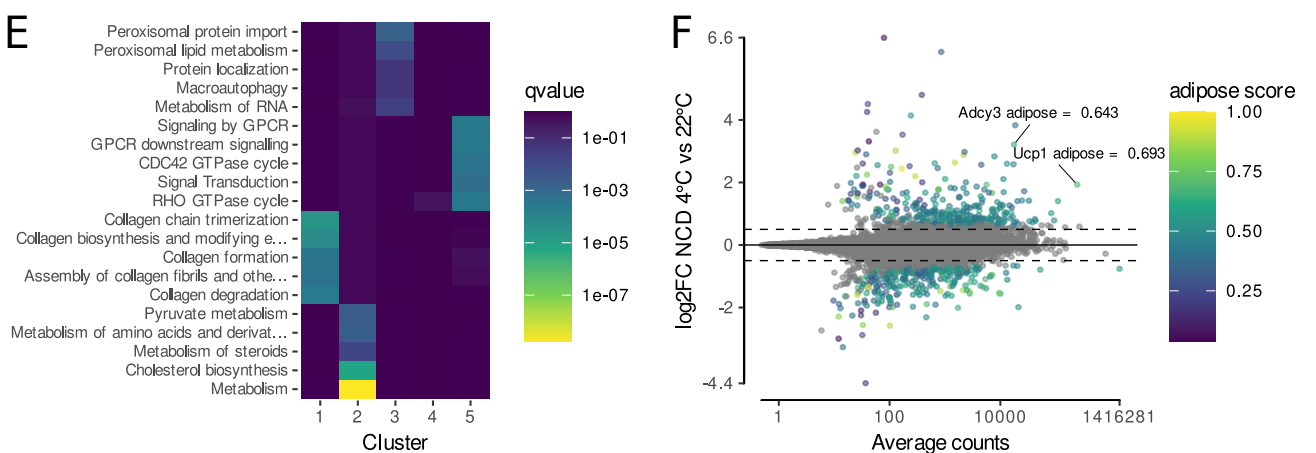 E
Peroxisomal protein import
Peroxisomal lipid metabolism
Protein localization
Macroautophagy
Metabolism of RNA
Signaling by GPCR
GPCR downstream signalling
CDC42 GTPase cycle
Signal Transduction
RHO GTPase cycle
Collagen chain trimerization
Collagen biosynthesis and modifying e...
Collagen formation
Assembly of collagen fibrils and othe...
Collagen degradation
Pyruvate metabolism
Metabolism of amino acids and derivat...
Metabolism of steroids
Cholesterol biosynthesis
Metabolism
1 2 3 4 5
Cluster
qvalue
1e-01
1e-03
1e-05
1e-07
F
log2FC NCD 4°C vs 22°C
6.6
4
2
0
-2
-4.4
Adcy3 adipose = 0.643
Ucp1 adipose = 0.693
1 100 10000 1416281
Average counts
adipose score
1.00
0.75
0.50
0.25